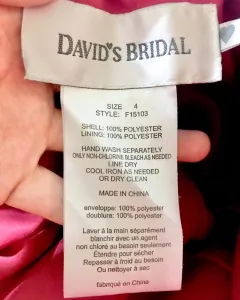 DAVID'S BRIDAL
SIZE 4
STYLE: F15103
SHELL: 100% POLYESTER
LINING: 100% POLYESTER
HAND WASH SEPARATELY
ONLY NON-CHLORINE BLEACH AS NEEDED
LINE DRY
COOL IRON AS NEEDED
OR DRY CLEAN
MADE IN CHINA
enveloppe: 100% polyester
doublure: 100% polyester
Laver à la main séparément
blanchir avec un agent
non chloré au besoin seulement
Étendre pour sécher
Repasser à froid au besoin
Ou nettoyer à sec
fabriqué en Chine